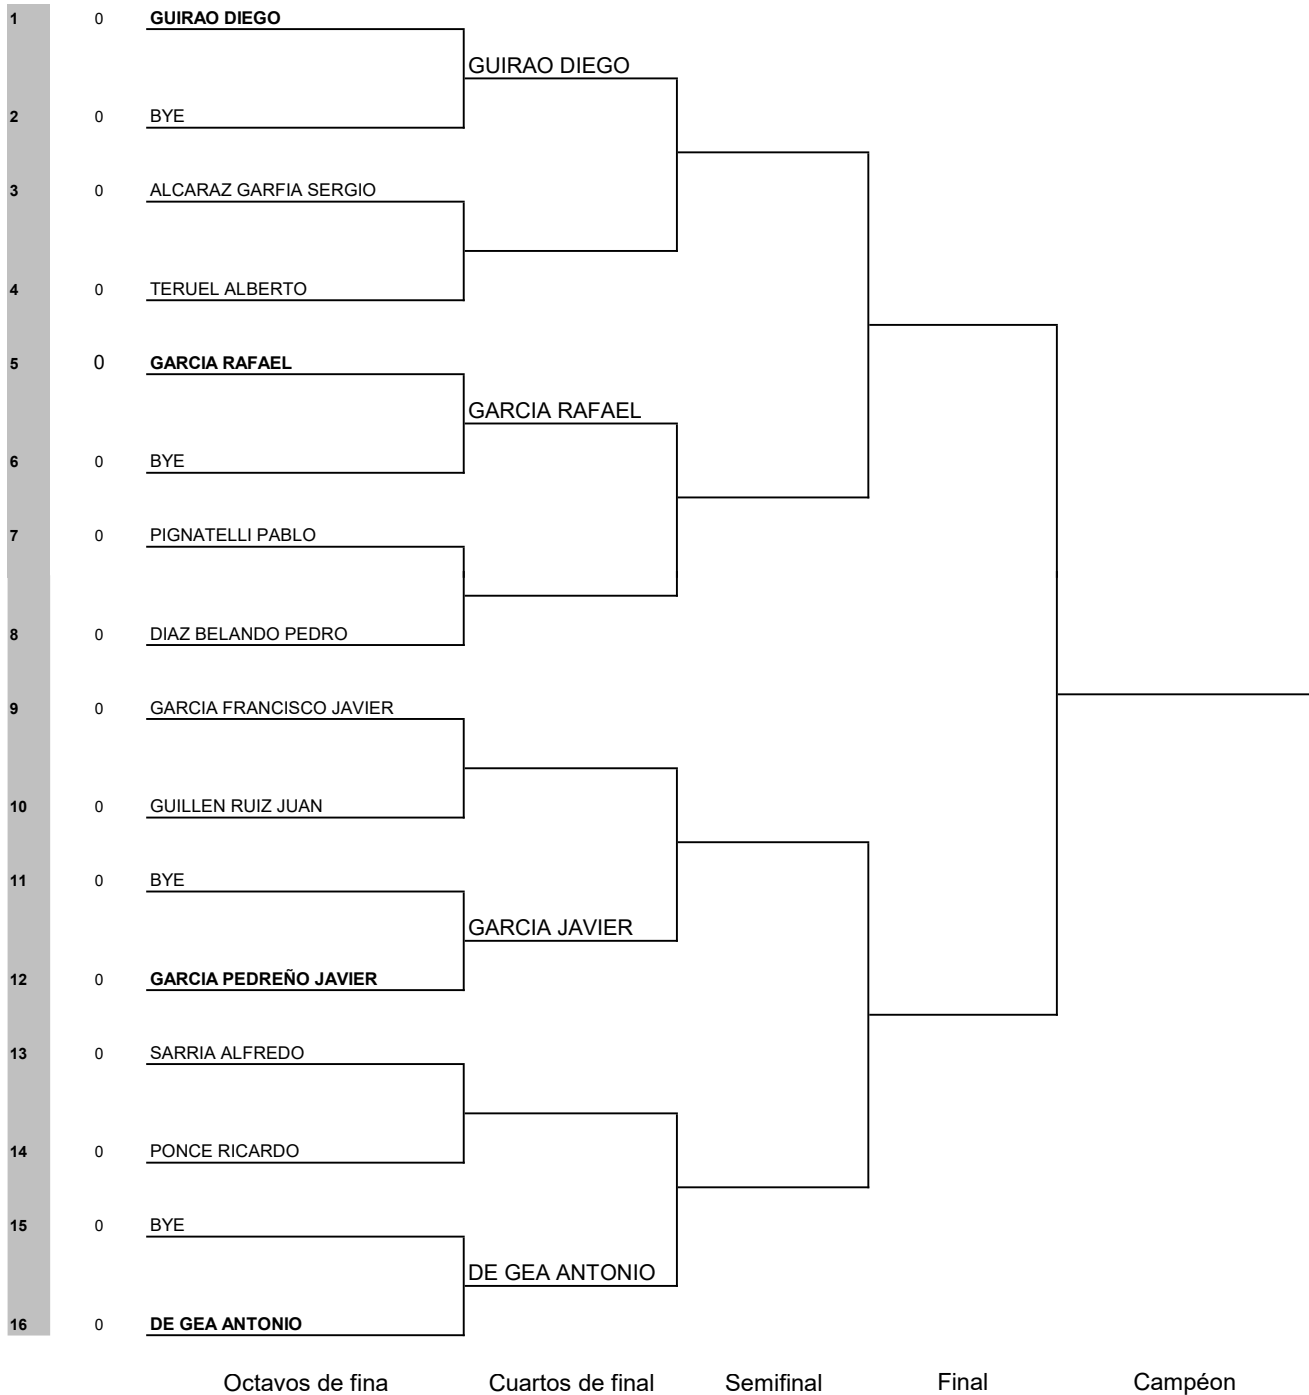 1 0 GUIRAO DIEGO
GUIRAO DIEGO
2 0 BYE
3 0 ALCARAZ GARFIA SERGIO
4 0 TERUEL ALBERTO
5 0 GARCIA RAFAEL
GARCIA RAFAEL
6 0 BYE
7 0 PIGNATELLI PABLO
8 0 DIAZ BELANDO PEDRO
9 0 GARCIA FRANCISCO JAVIER
10 0 GUILLEN RUIZ JUAN
11 0 BYE
GARCIA JAVIER
12 0 GARCIA PEDREÑO JAVIER
13 0 SARRIA ALFREDO
14 0 PONCE RICARDO
15 0 BYE
DE GEA ANTONIO
16 0 DE GEA ANTONIO
Octavos de fina Cuartos de final Semifinal Final Campéon